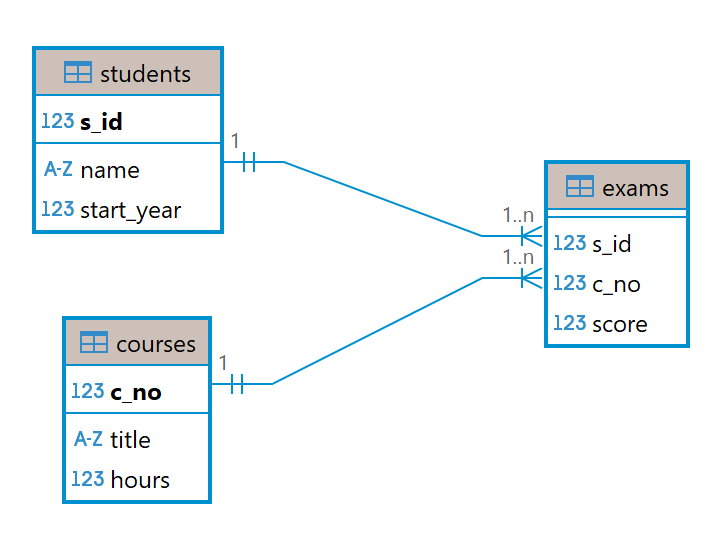 students
123 s_id
A-Z name
123 start_year
1
1..n
exams
123 s_id
123 c_no
123 score
1..n
courses
123 c_no
A-Z title
123 hours
1